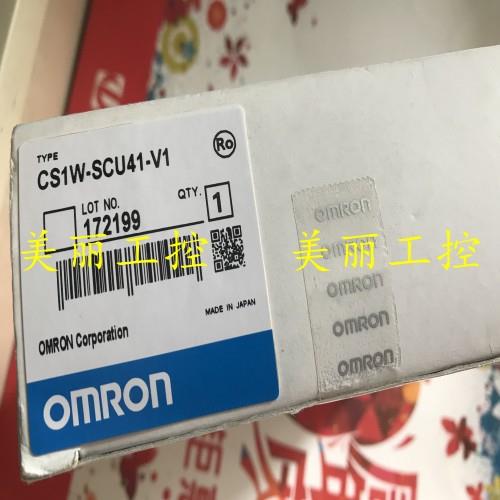 TYPE
CS1W-SCU41-V1
Ro
LOT NO.
172199
QTY.
1
美丽工控
美丽工控
MADE IN JAPAN
OMRON Corporation
OMRON
OMRON
OMRON
OMRON
OMRON
OMRON